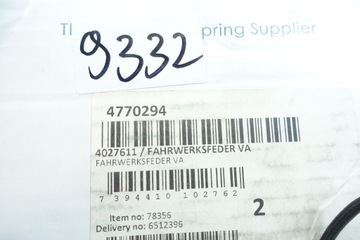 Tl pring Supplier
9332
4770294
4027611 / FAHRWERKSFEDER VA
FAHRWERKSFEDER VA
7 394410 102762
Item no: 78356
2
Delivery no: 6512396